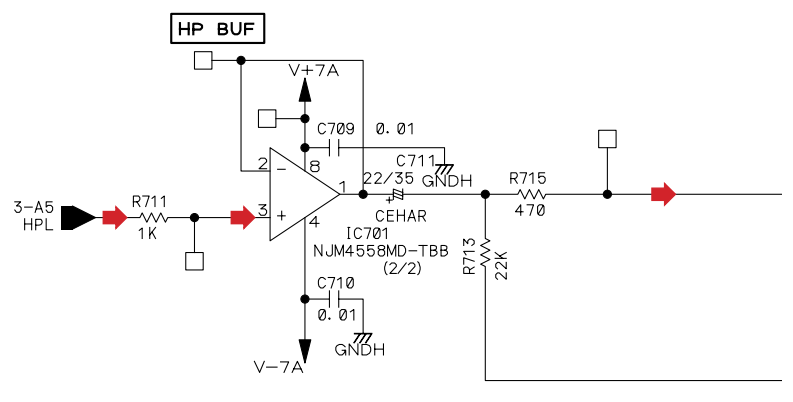 HP BUF
V+7A
C709 0.01
2
-
8
C711
GNDH
22/35
1
+
CEHAR
R715
470
3-A5
HPL
R711
1K
3
+
4
IC701
NJM4558MD-TBB
(2/2)
R713
22K
C710
0.01
GNDH
V-7A